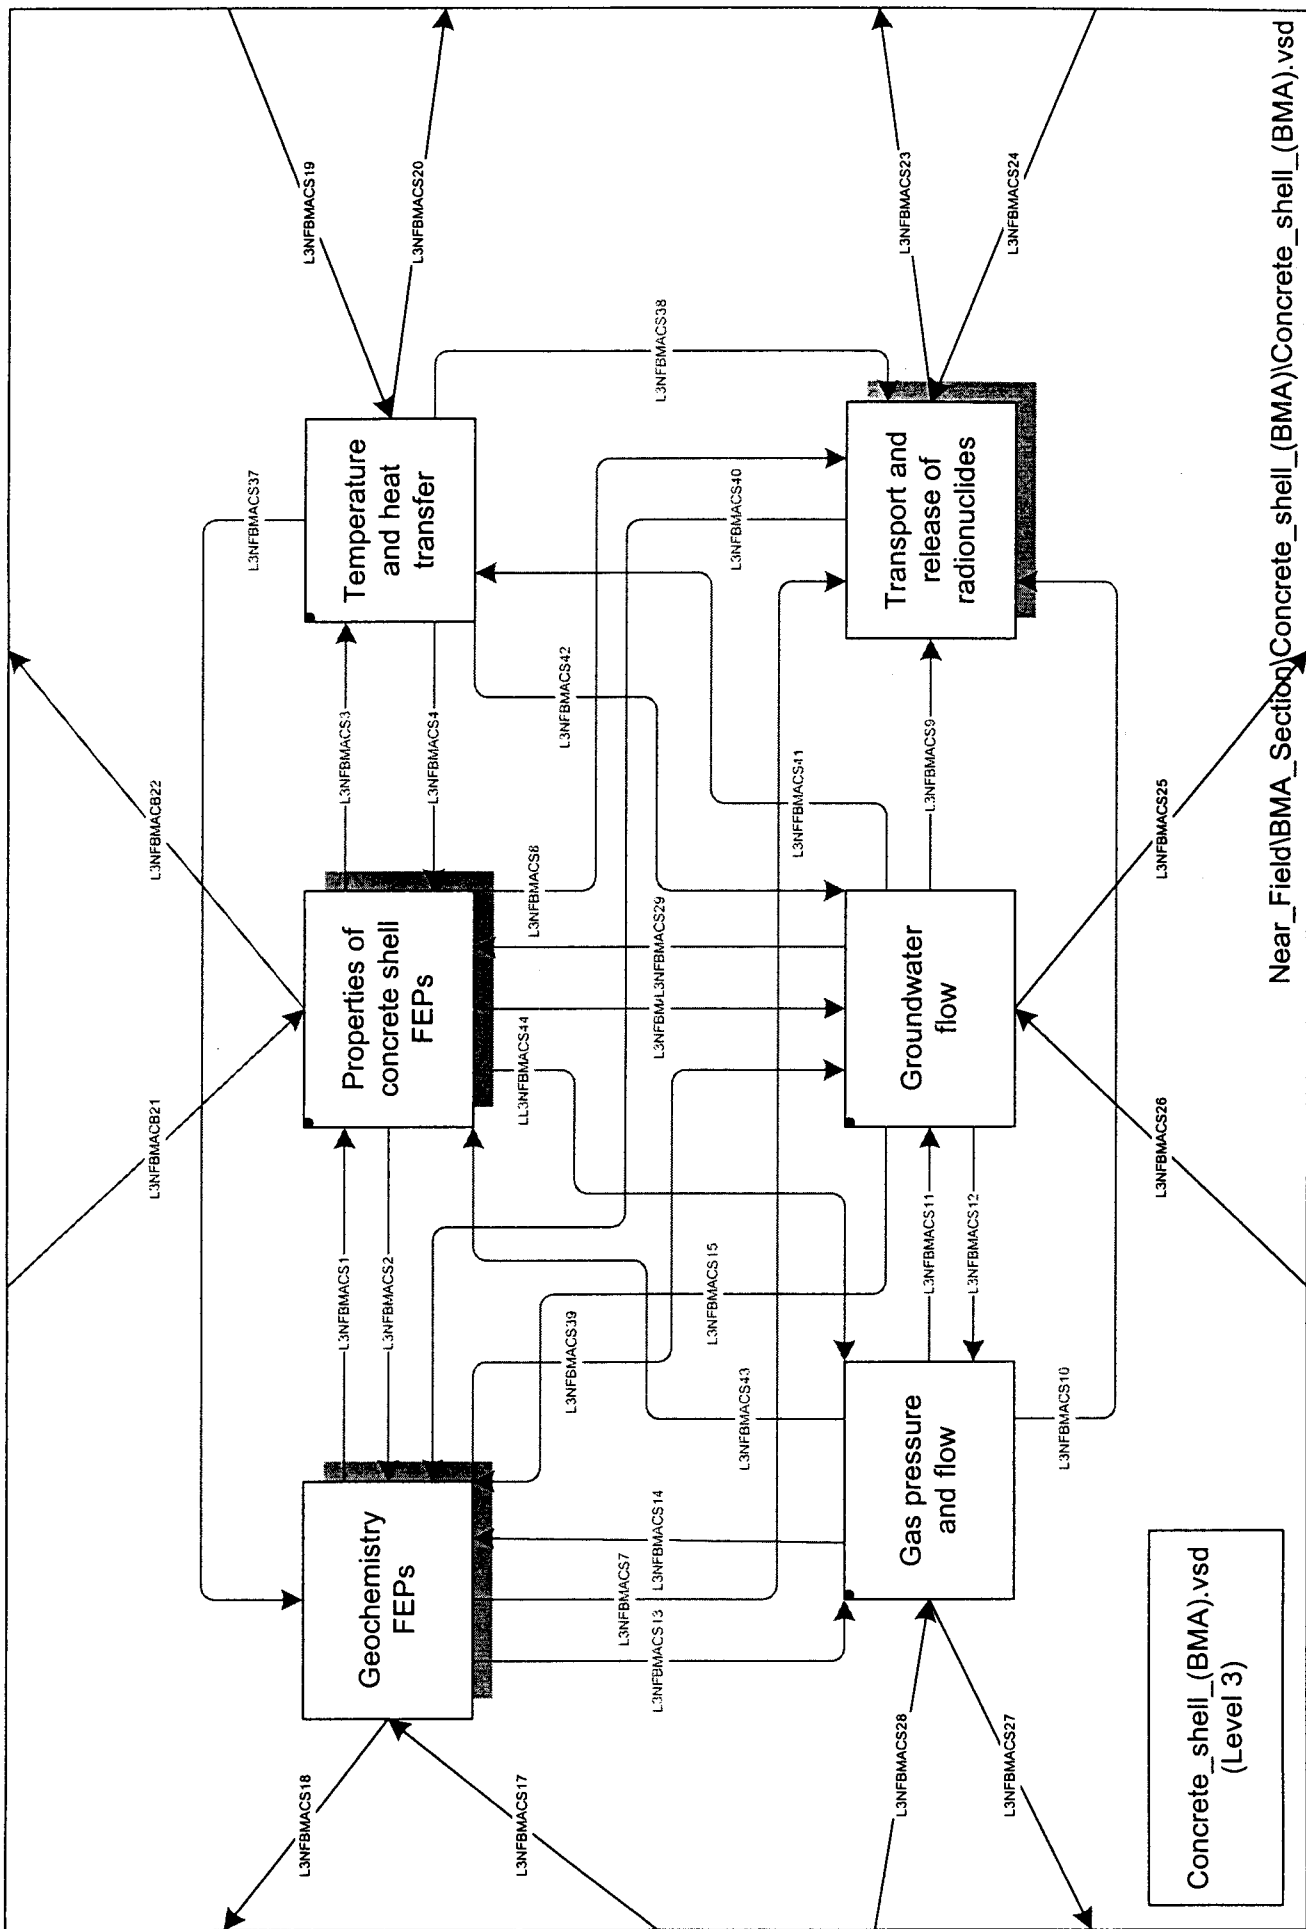 L3NFBMACS19
L3NFBMACS20
L3NFBMACS23
L3NFBMACS24
L3NFBMACS37
Temperature
and heat
transfer
L3NFBMACS38
Transport and
release of
radionuclides
L3NFBMACS40
L3NFBMACB22
L3NFBMACS3
L3NFBMACS4
L3NFBMACS42
L3NFFBMACS41
L3NFBMACS9
L3NFBMACS25
Properties of
concrete shell
FEPs
L3NFBMACS8
L3NFBMACS29
L3NFBMA
LL3NFBMACS44
Groundwater
flow
L3NFBMACB21
L3NFBMACS26
L3NFBMACS1
L3NFBMACS2
L3NFBMACS39
L3NFBMACS15
L3NFBMACS43
L3NFBMACS11
L3NFBMACS12
Geochemistry
FEPs
L3NFBMACS14
L3NFBMACS7
L3NFBMACS13
Gas pressure
and flow
L3NFBMACS10
L3NFBMACS18
L3NFBMACS17
L3NFBMACS28
L3NFBMACS27
Concrete_shell_(BMA).vsd
(Level 3)
Near_Field\BMA_Section\Concrete_shell_(BMA)\Concrete_shell_(BMA).vsd